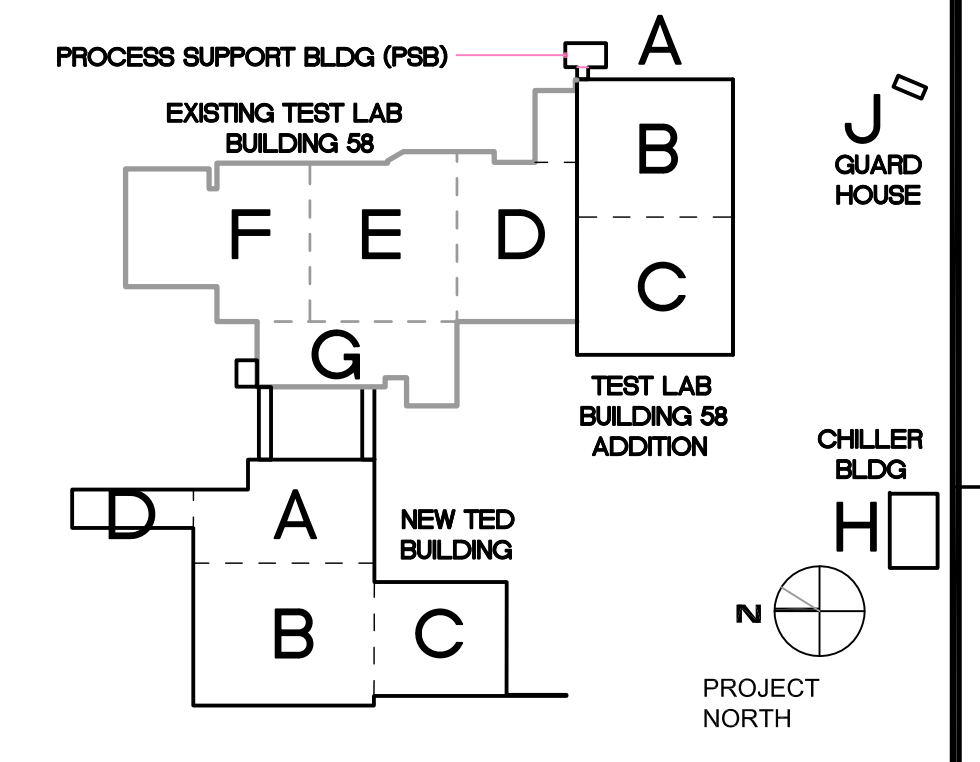 A
PROCESS SUPPORT BLDG (PSB)
EXISTING TEST LAB
BUILDING 58
B
J
GUARD
HOUSE
F
E
D
C
G
TEST LAB
BUILDING 58
ADDITION
CHILLER
BLDG
D
A
NEW TED
BUILDING
H
B
C
N
PROJECT
NORTH